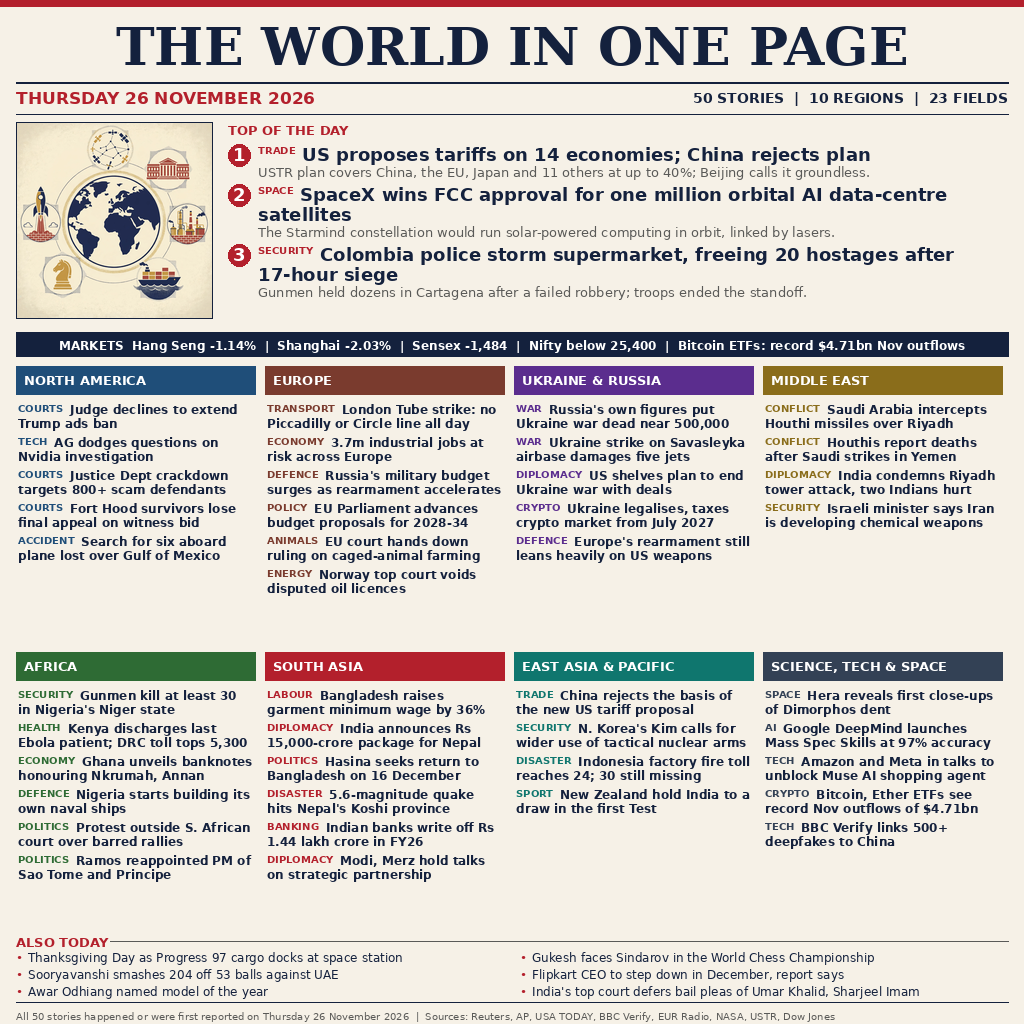 THE WORLD IN ONE PAGE
THURSDAY 26 NOVEMBER 2026
50 STORIES | 10 REGIONS | 23 FIELDS
TOP OF THE DAY
1 TRADE US proposes tariffs on 14 economies; China rejects plan
USTR plan covers China, the EU, Japan and 11 others at up to 40%; Beijing calls it groundless.
2 SPACE SpaceX wins FCC approval for one million orbital AI data-centre
satellites
The Starmind constellation would run solar-powered computing in orbit, linked by lasers.
3 SECURITY Colombia police storm supermarket, freeing 20 hostages after
17-hour siege
Gunmen held dozens in Cartagena after a failed robbery; troops ended the standoff.
MARKETS Hang Seng -1.14% | Shanghai -2.03% | Sensex -1,484 | Nifty below 25,400 | Bitcoin ETFs: record $4.71bn Nov outflows
NORTH AMERICA
COURTS Judge declines to extend
Trump ads ban
TECH AG dodges questions on
Nvidia investigation
COURTS Justice Dept crackdown
targets 800+ scam defendants
COURTS Fort Hood survivors lose
final appeal on witness bid
ACCIDENT Search for six aboard
plane lost over Gulf of Mexico
EUROPE
TRANSPORT London Tube strike: no
Piccadilly or Circle line all day
ECONOMY 3.7m industrial jobs at
risk across Europe
DEFENCE Russia's military budget
surges as rearmament accelerates
POLICY EU Parliament advances
budget proposals for 2028-34
ANIMALS EU court hands down
ruling on caged-animal farming
ENERGY Norway top court voids
disputed oil licences
UKRAINE & RUSSIA
WAR Russia's own figures put
Ukraine war dead near 500,000
WAR Ukraine strike on Savasleyka
airbase damages five jets
DIPLOMACY US shelves plan to end
Ukraine war with deals
CRYPTO Ukraine legalises, taxes
crypto market from July 2027
DEFENCE Europe's rearmament still
leans heavily on US weapons
MIDDLE EAST
CONFLICT Saudi Arabia intercepts
Houthi missiles over Riyadh
CONFLICT Houthis report deaths
after Saudi strikes in Yemen
DIPLOMACY India condemns Riyadh
tower attack, two Indians hurt
SECURITY Israeli minister says Iran
is developing chemical weapons
AFRICA
SECURITY Gunmen kill at least 30
in Nigeria's Niger state
HEALTH Kenya discharges last
Ebola patient; DRC toll tops 5,300
ECONOMY Ghana unveils banknotes
honouring Nkrumah, Annan
DEFENCE Nigeria starts building its
own naval ships
POLITICS Protest outside S. African
court over barred rallies
POLITICS Ramos reappointed PM of
Sao Tome and Principe
SOUTH ASIA
LABOUR Bangladesh raises
garment minimum wage by 36%
DIPLOMACY India announces Rs
15,000-crore package for Nepal
POLITICS Hasina seeks return to
Bangladesh on 16 December
DISASTER 5.6-magnitude quake
hits Nepal's Koshi province
BANKING Indian banks write off Rs
1.44 lakh crore in FY26
DIPLOMACY Modi, Merz hold talks
on strategic partnership
EAST ASIA & PACIFIC
TRADE China rejects the basis of
the new US tariff proposal
SECURITY N. Korea's Kim calls for
wider use of tactical nuclear arms
DISASTER Indonesia factory fire toll
reaches 24; 30 still missing
SPORT New Zealand hold India to a
draw in the first Test
SCIENCE, TECH & SPACE
SPACE Hera reveals first close-ups
of Dimorphos dent
AI Google DeepMind launches
Mass Spec Skills at 97% accuracy
TECH Amazon and Meta in talks to
unblock Muse AI shopping agent
CRYPTO Bitcoin, Ether ETFs see
record Nov outflows of $4.71bn
TECH BBC Verify links 500+
deepfakes to China
ALSO TODAY
• Thanksgiving Day as Progress 97 cargo docks at space station
• Sooryavanshi smashes 204 off 53 balls against UAE
• Awar Odhiang named model of the year
• Gukesh faces Sindarov in the World Chess Championship
• Flipkart CEO to step down in December, report says
• India's top court defers bail pleas of Umar Khalid, Sharjeel Imam
All 50 stories happened or were first reported on Thursday 26 November 2026 | Sources: Reuters, AP, USA TODAY, BBC Verify, EUR Radio, NASA, USTR, Dow Jones